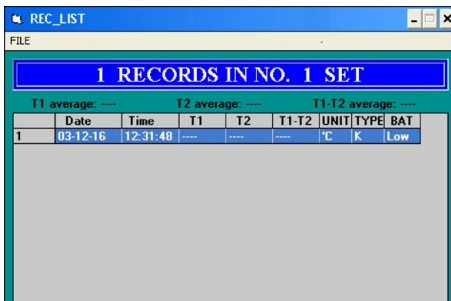 REC_LIST
FILE
1 RECORDS IN NO. 1 SET
T1 average: ---- T2 average: ---- T1-T2 average: ----
Date Time T1 T2 T1-T2 UNIT TYPE BAT
1 03-12-16 12:31:48 ---- ---- ---- °C K Low